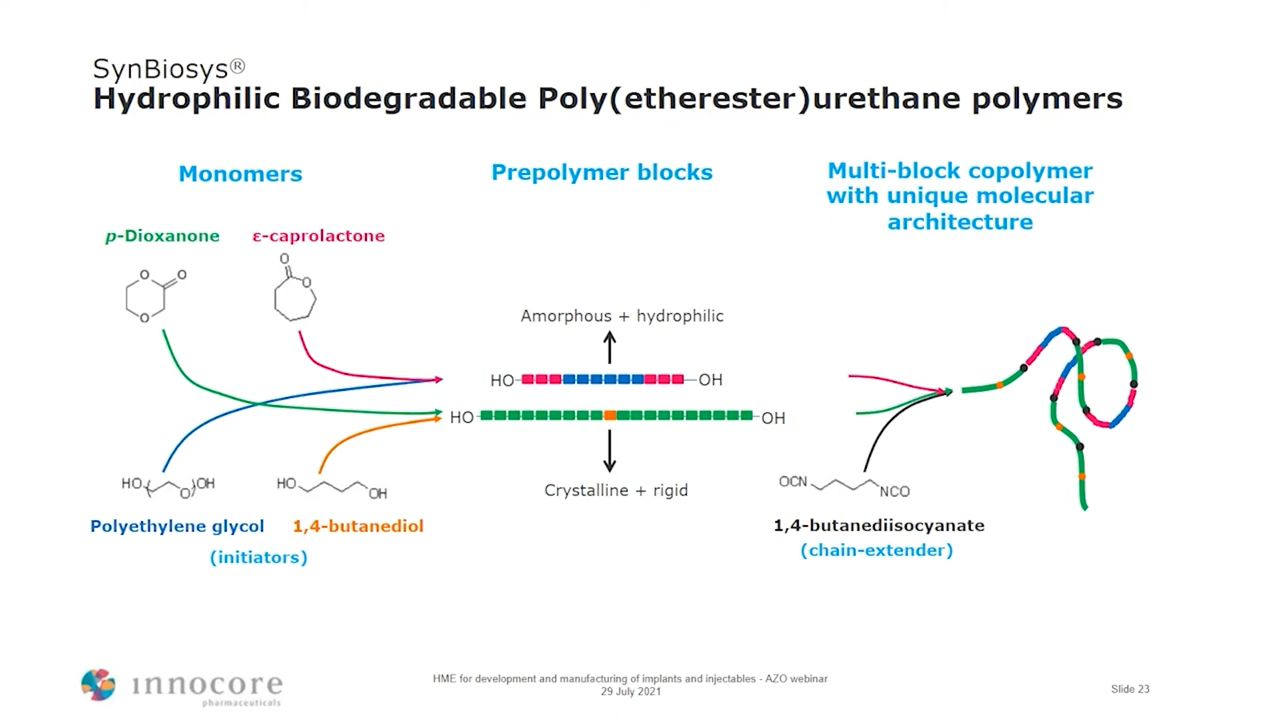 SynBiosys®
Hydrophilic Biodegradable Poly(etherester)urethane polymers
Monomers
Prepolymer blocks
Multi-block copolymer
with unique molecular
architecture
p-Dioxanone
ε-caprolactone
O
O
O
O
O
Amorphous + hydrophilic
HO
OH
HO
OH
Crystalline + rigid
HO
O
OH
HO
OH
OCN
NCO
Polyethylene glycol
1,4-butanediol
(initiators)
1,4-butanediisocyanate
(chain-extender)
innocore
pharmaceuticals
HME for development and manufacturing of implants and injectables - AZO webinar
29 July 2021
Slide 23